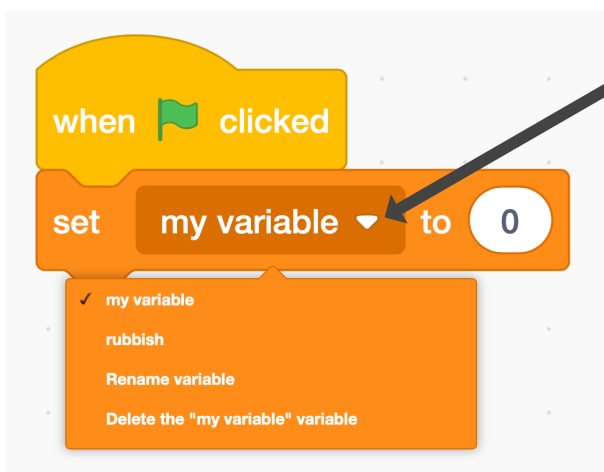 when clicked
set my variable to 0
✓ my variable
rubbish
Rename variable
Delete the "my variable" variable